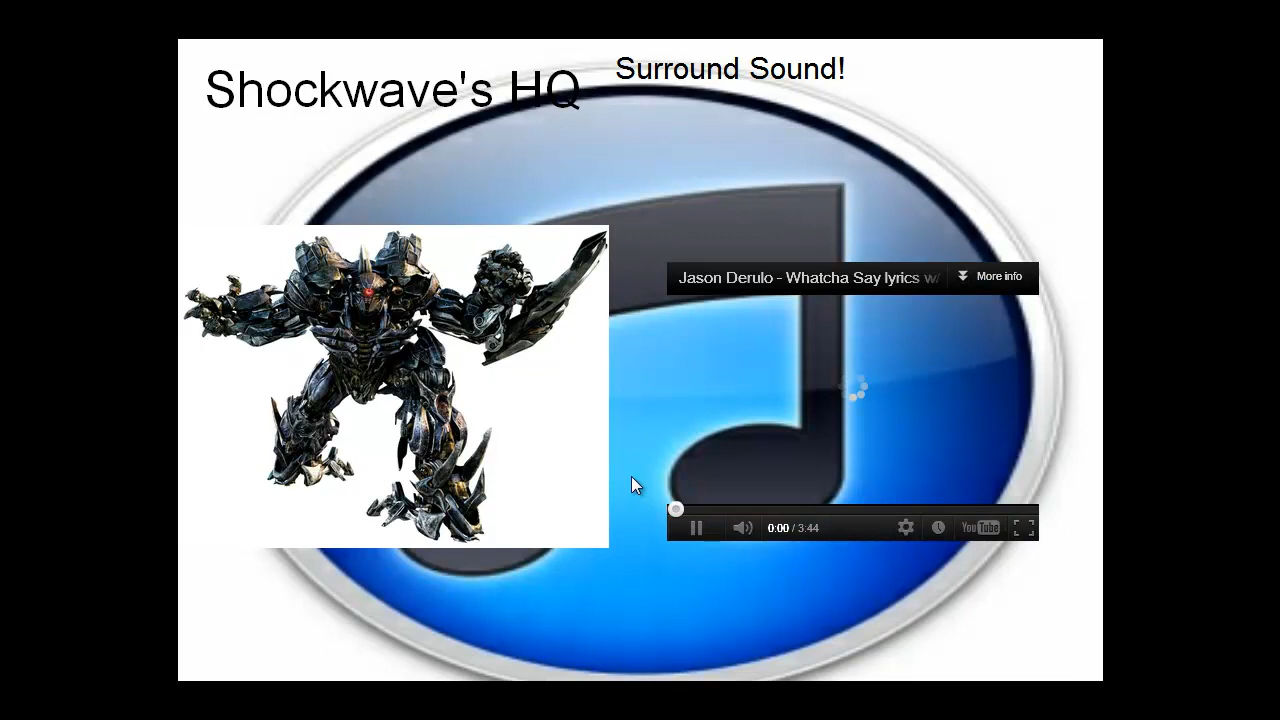 Shockwave's HQ
Surround Sound!
Jason Derulo - Whatcha Say lyrics w/
More info
0:00 / 3:44
YouTube